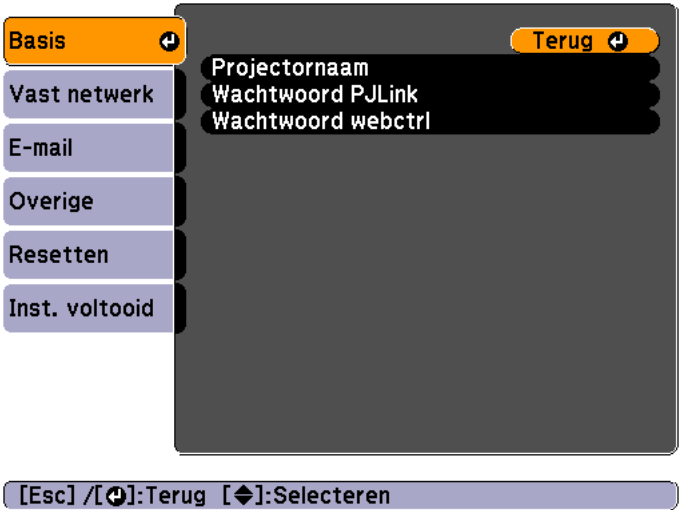 Basis
Terug
Projectornaam
Vast netwerk
Wachtwoord PJLink
Wachtwoord webctrl
E-mail
Overige
Resetten
Inst. voltooid
[Esc] /[⏎]:Terug [◆]:Selecteren